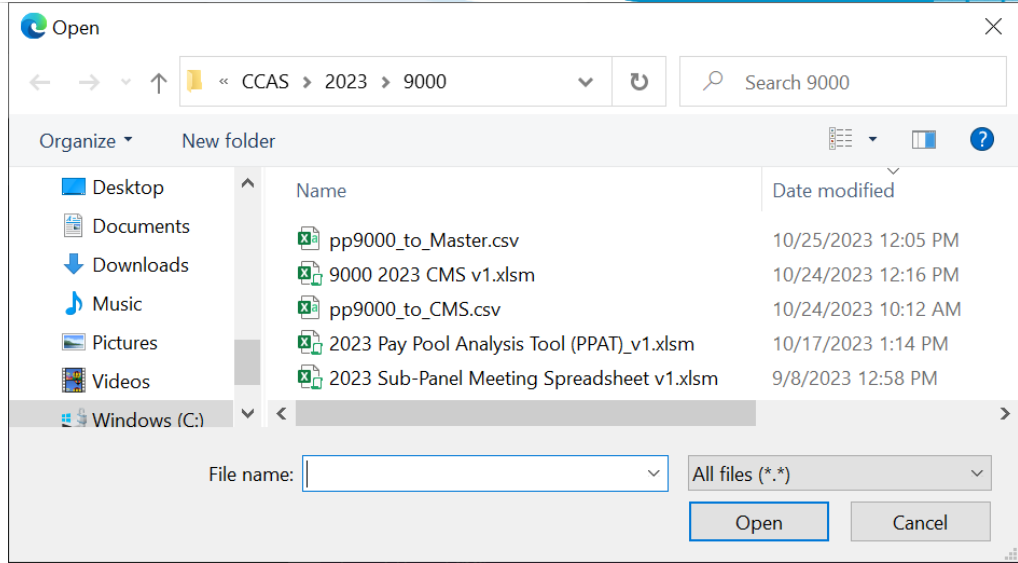 Open
« CCAS > 2023 > 9000
Search 9000
Organize
New folder
?
Desktop
Documents
Downloads
Music
Pictures
Videos
Windows (C:)
Name Date modified
pp9000_to_Master.csv 10/25/2023 12:05 PM
9000 2023 CMS v1.xlsm 10/24/2023 12:16 PM
pp9000_to_CMS.csv 10/24/2023 10:12 AM
2023 Pay Pool Analysis Tool (PPAT)_v1.xlsm 10/17/2023 1:14 PM
2023 Sub-Panel Meeting Spreadsheet v1.xlsm 9/8/2023 12:58 PM
File name:
All files (*.*)
Open
Cancel